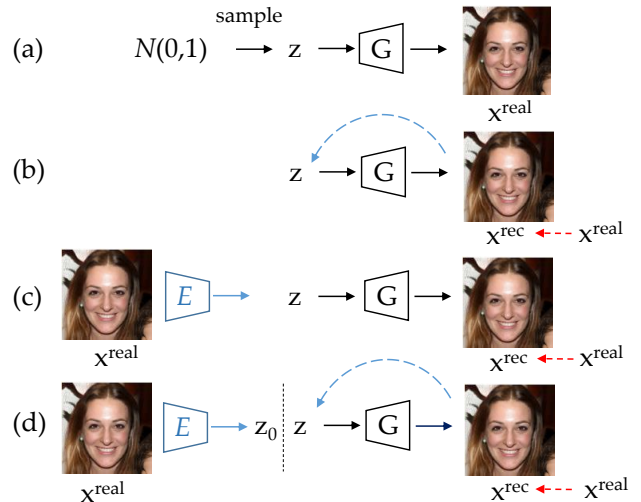 sample
(a) N(0,1) z G
x^real
(b) z G
x^rec x^real
(c) E z G
x^real x^rec x^real
(d) E z₀ z G
x^real x^rec x^real